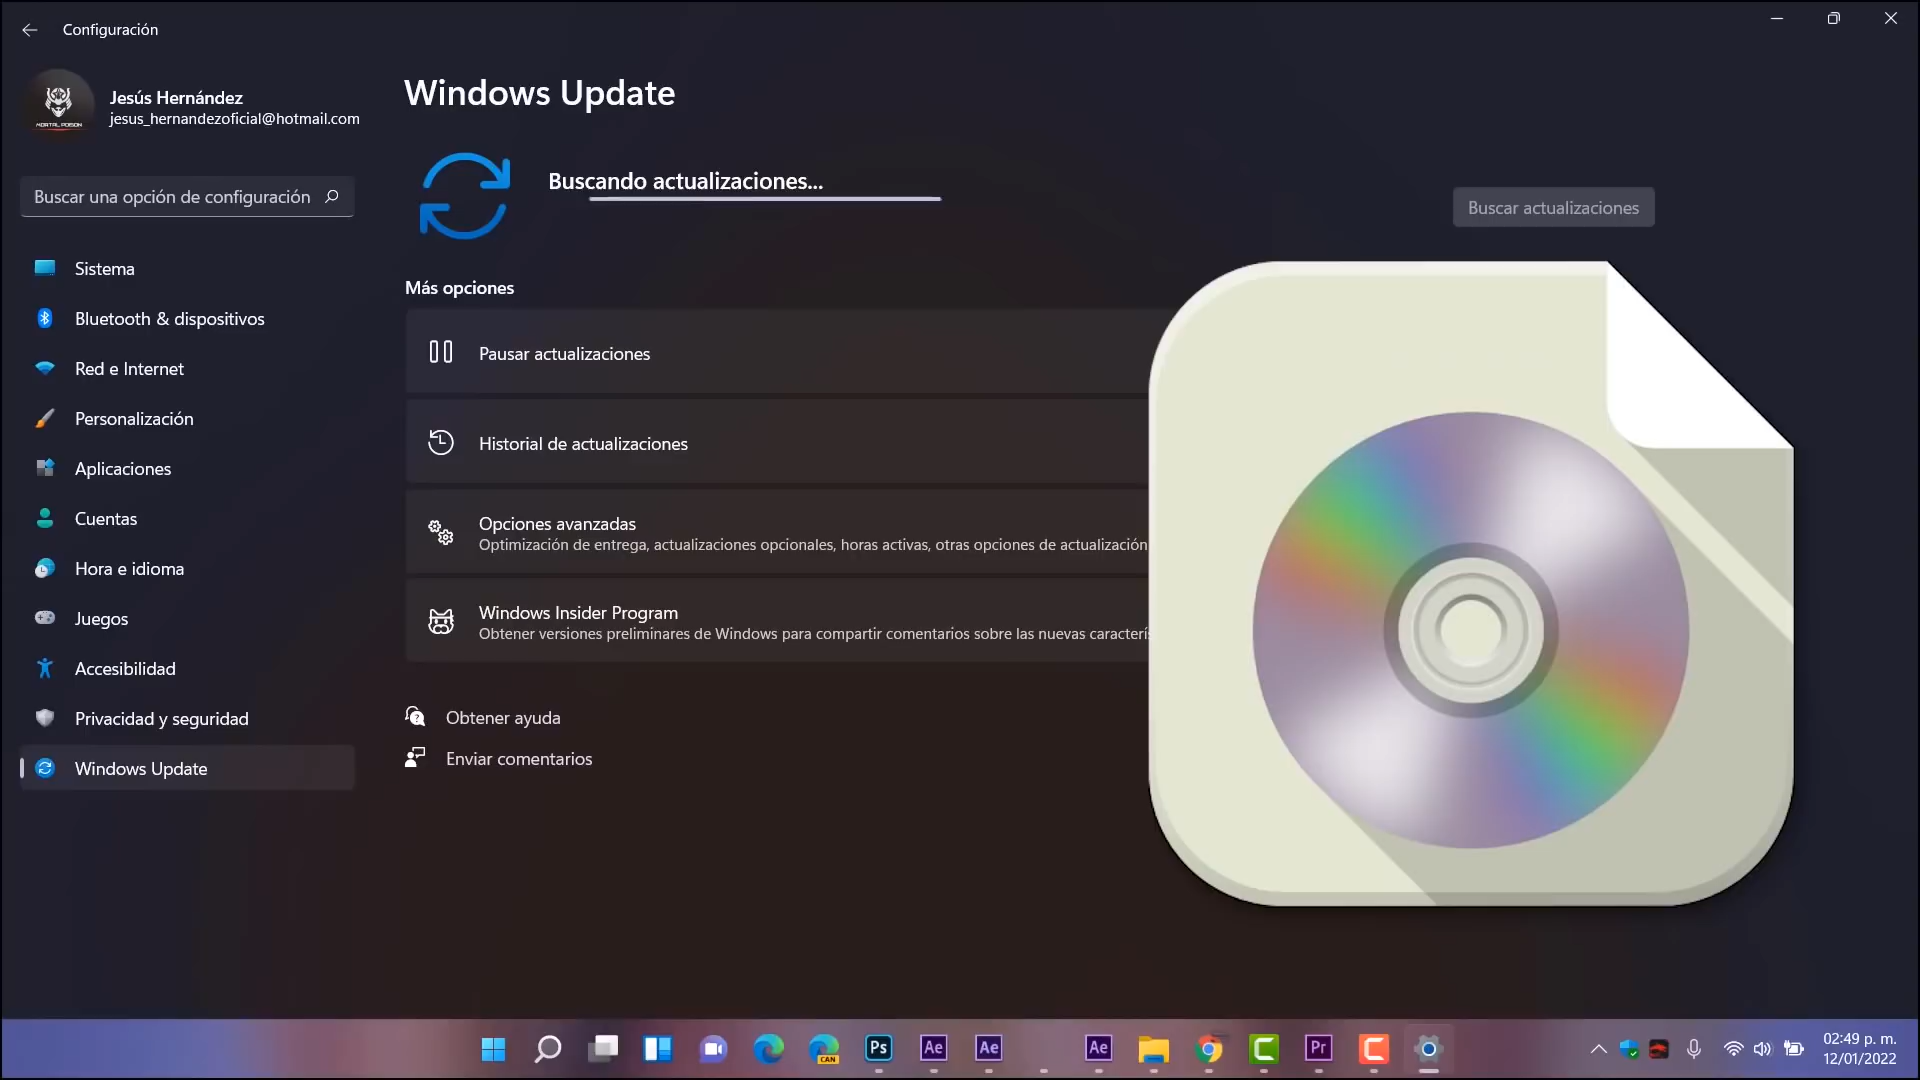 Configuración
Jesús Hernández
jesus_hernandezoficial@hotmail.com
MORTAL POISON
Buscar una opción de configuración
Sistema
Bluetooth & dispositivos
Red e Internet
Personalización
Aplicaciones
Cuentas
Hora e idioma
Juegos
Accesibilidad
Privacidad y seguridad
Windows Update
Windows Update
Buscando actualizaciones...
Buscar actualizaciones
Más opciones
Pausar actualizaciones
Historial de actualizaciones
Opciones avanzadas
Optimización de entrega, actualizaciones opcionales, horas activas, otras opciones de actualización
Windows Insider Program
Obtener versiones preliminares de Windows para compartir comentarios sobre las nuevas caracterís
Obtener ayuda
Enviar comentarios
CAN
Ps
Ae
Ae
Ae
Pr
02:49 p. m.
12/01/2022